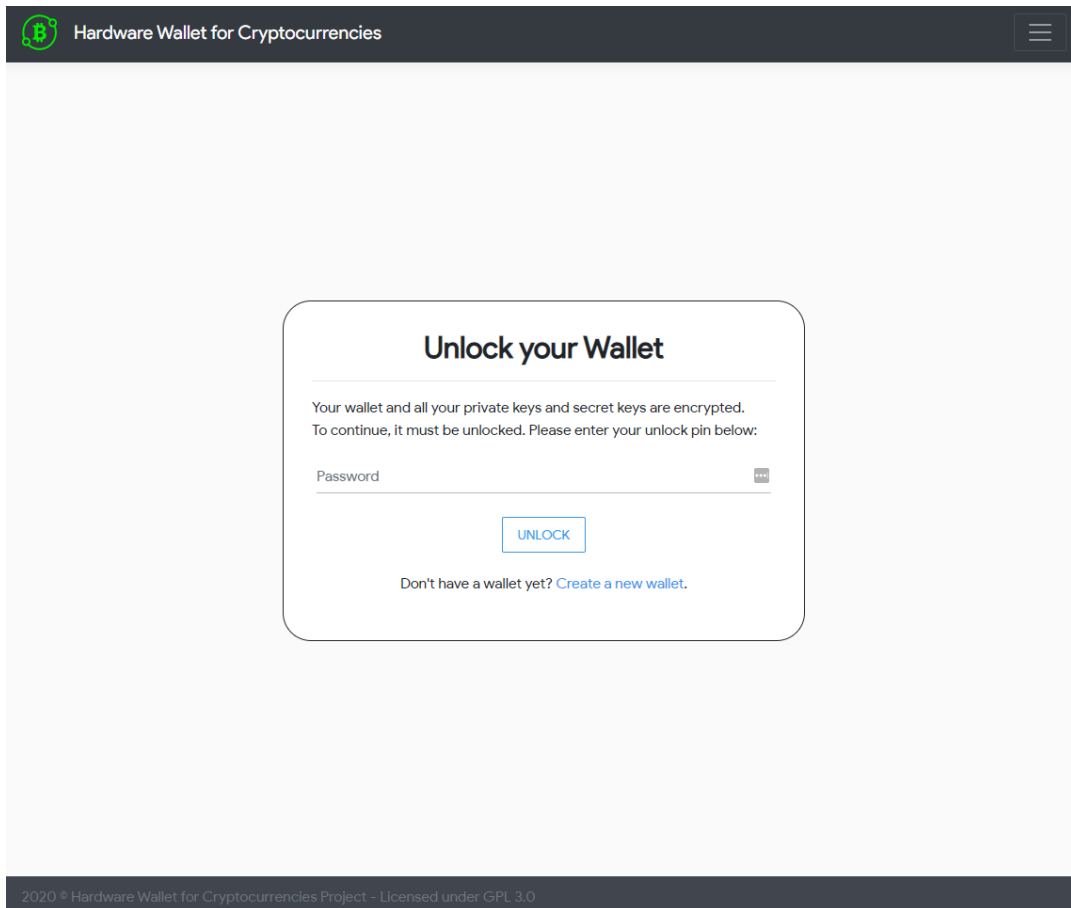 Hardware Wallet for Cryptocurrencies
Unlock your Wallet
Your wallet and all your private keys and secret keys are encrypted.
To continue, it must be unlocked. Please enter your unlock pin below:
Password
UNLOCK
Don't have a wallet yet? Create a new wallet.
2020 © Hardware Wallet for Cryptocurrencies Project - Licensed under GPL 3.0